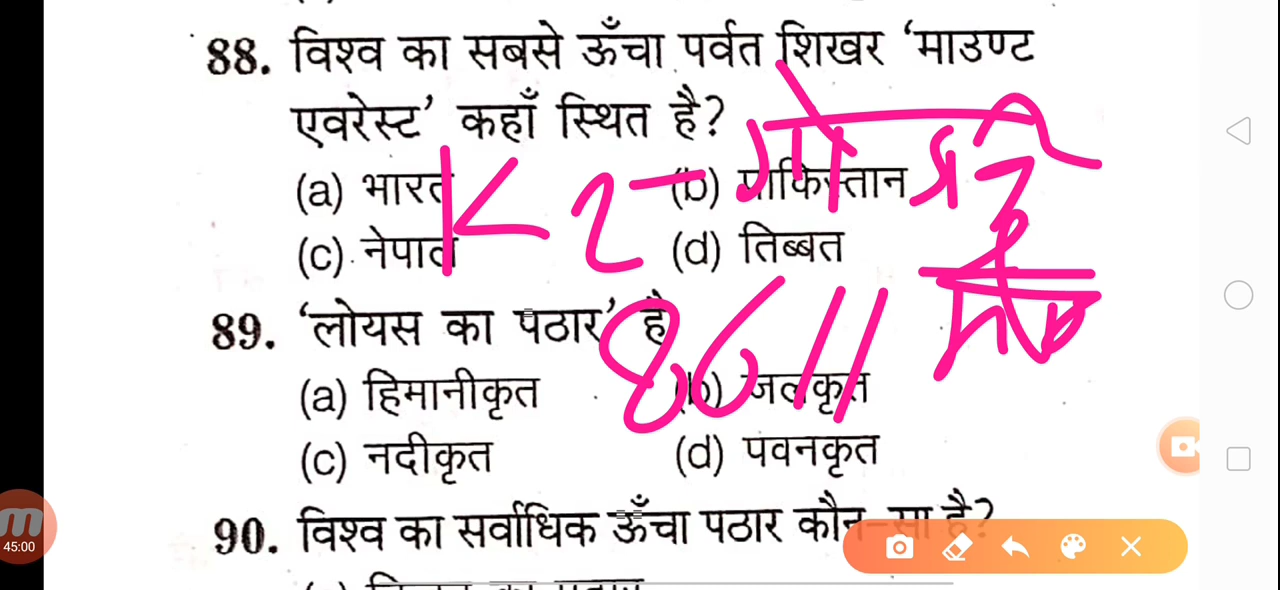 88. विश्व का सबसे ऊँचा पर्वत शिखर ‘माउण्ट
एवरेस्ट’ कहाँ स्थित है?
(a) भारत (b) पाकिस्तान
(c) नेपाल (d) तिब्बत
K2-
8611
89. ‘लोयस का पठार’ है
(a) हिमानीकृत (b) जलकृत
(c) नदीकृत (d) पवनकृत
90. विश्व का सर्वाधिक ऊँचा पठार कौन-सा है?
45:00